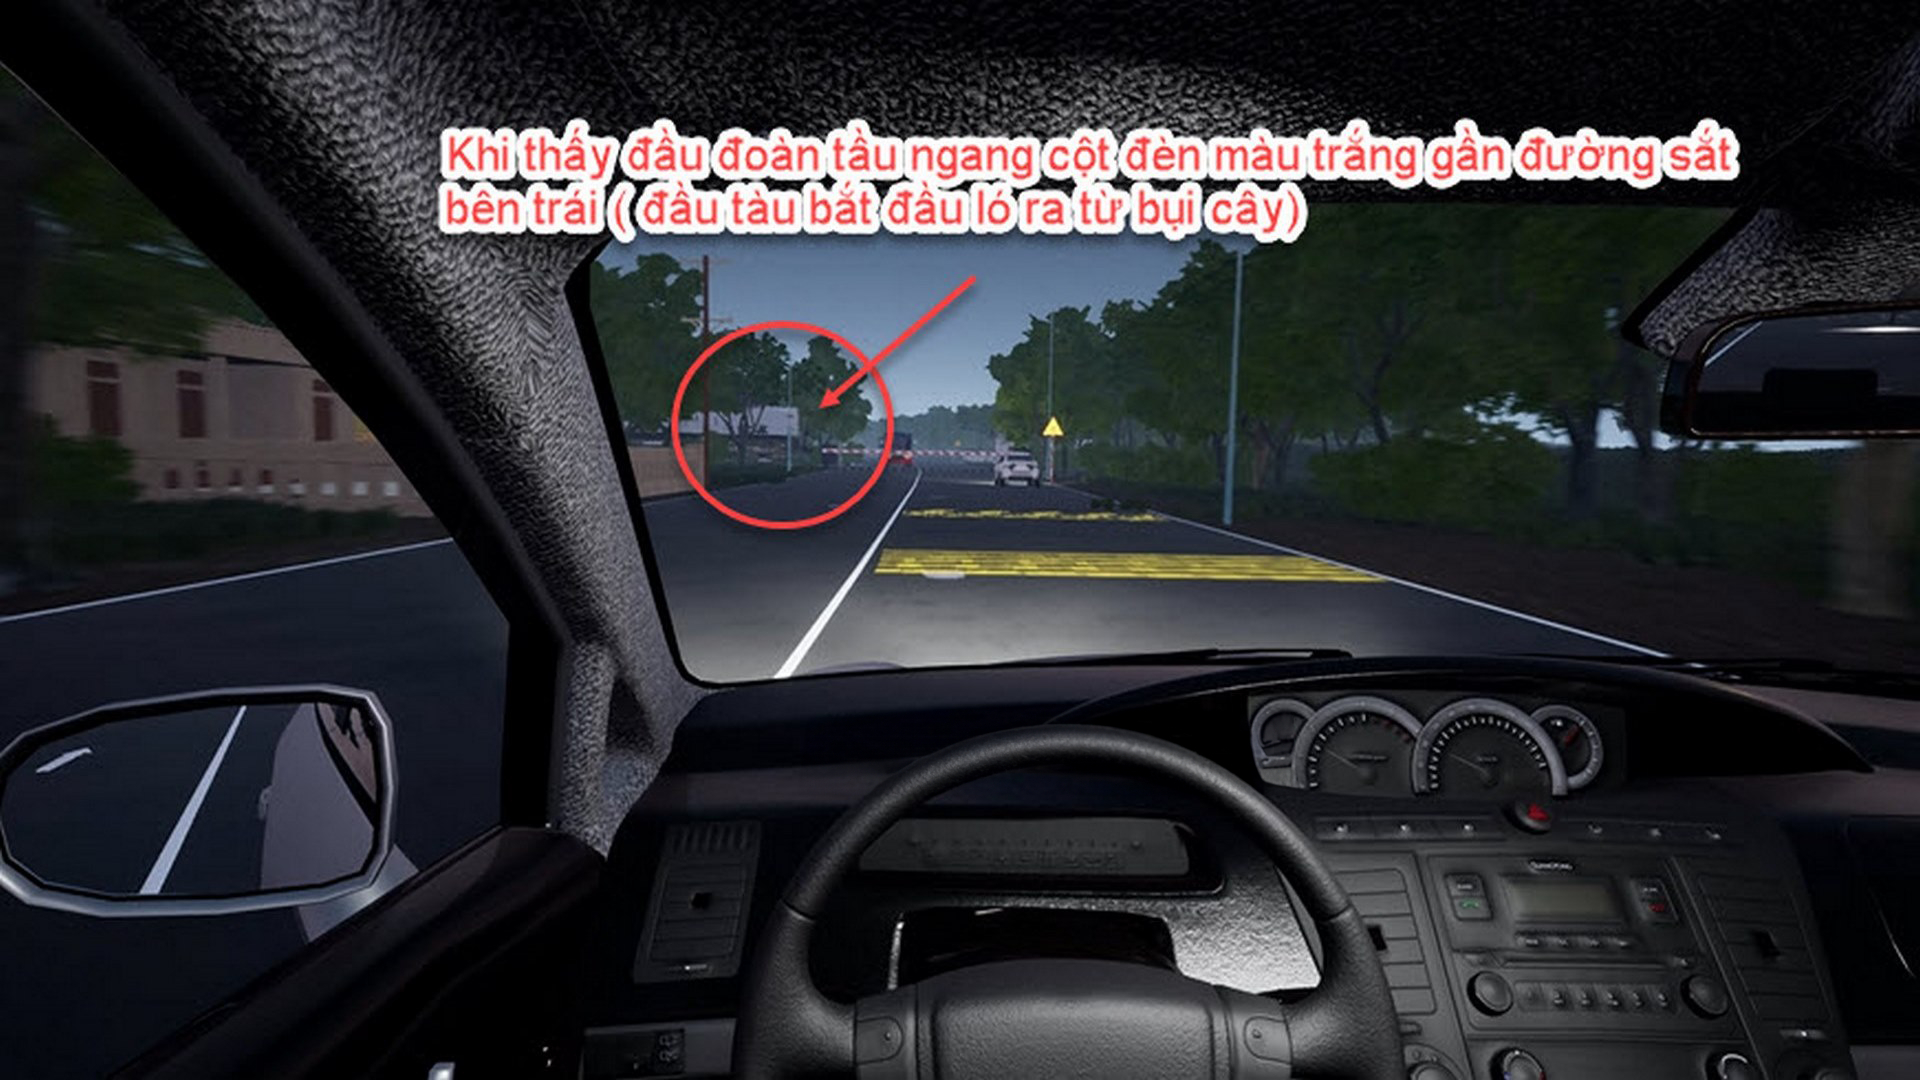 Khi thấy đầu đoàn tầu ngang cột đèn màu trắng gần đường sắt
bên trái ( đầu tàu bắt đầu ló ra từ bụi cây)